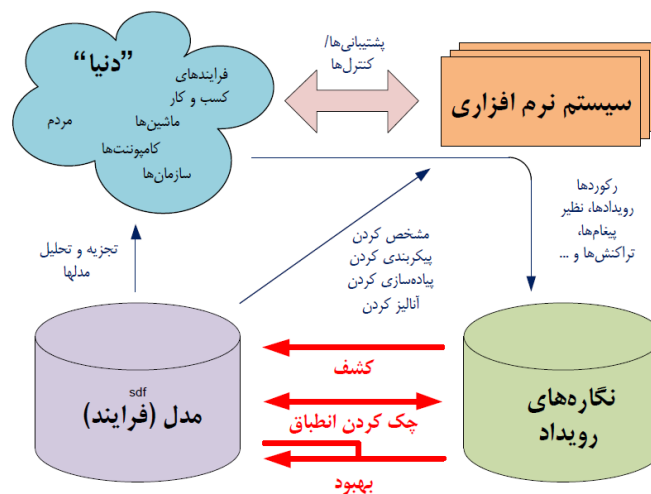 پشتیبانی‌ها/
کنترل‌ها
”دنیا“
فرایندهای
کسب و کار
مردم
ماشین‌ها
کامپوننت‌ها
سازمان‌ها
سیستم نرم افزاری
رکوردها
رویدادها، نظیر
پیغام‌ها،
تراکنش‌ها و ...
مشخص کردن
پیکربندی کردن
پیاده‌سازی کردن
آنالیز کردن
تجزیه و تحلیل
مدلها
sdf
مدل (فرایند)
کشف
چک کردن انطباق
بهبود
نگاره‌های
رویداد